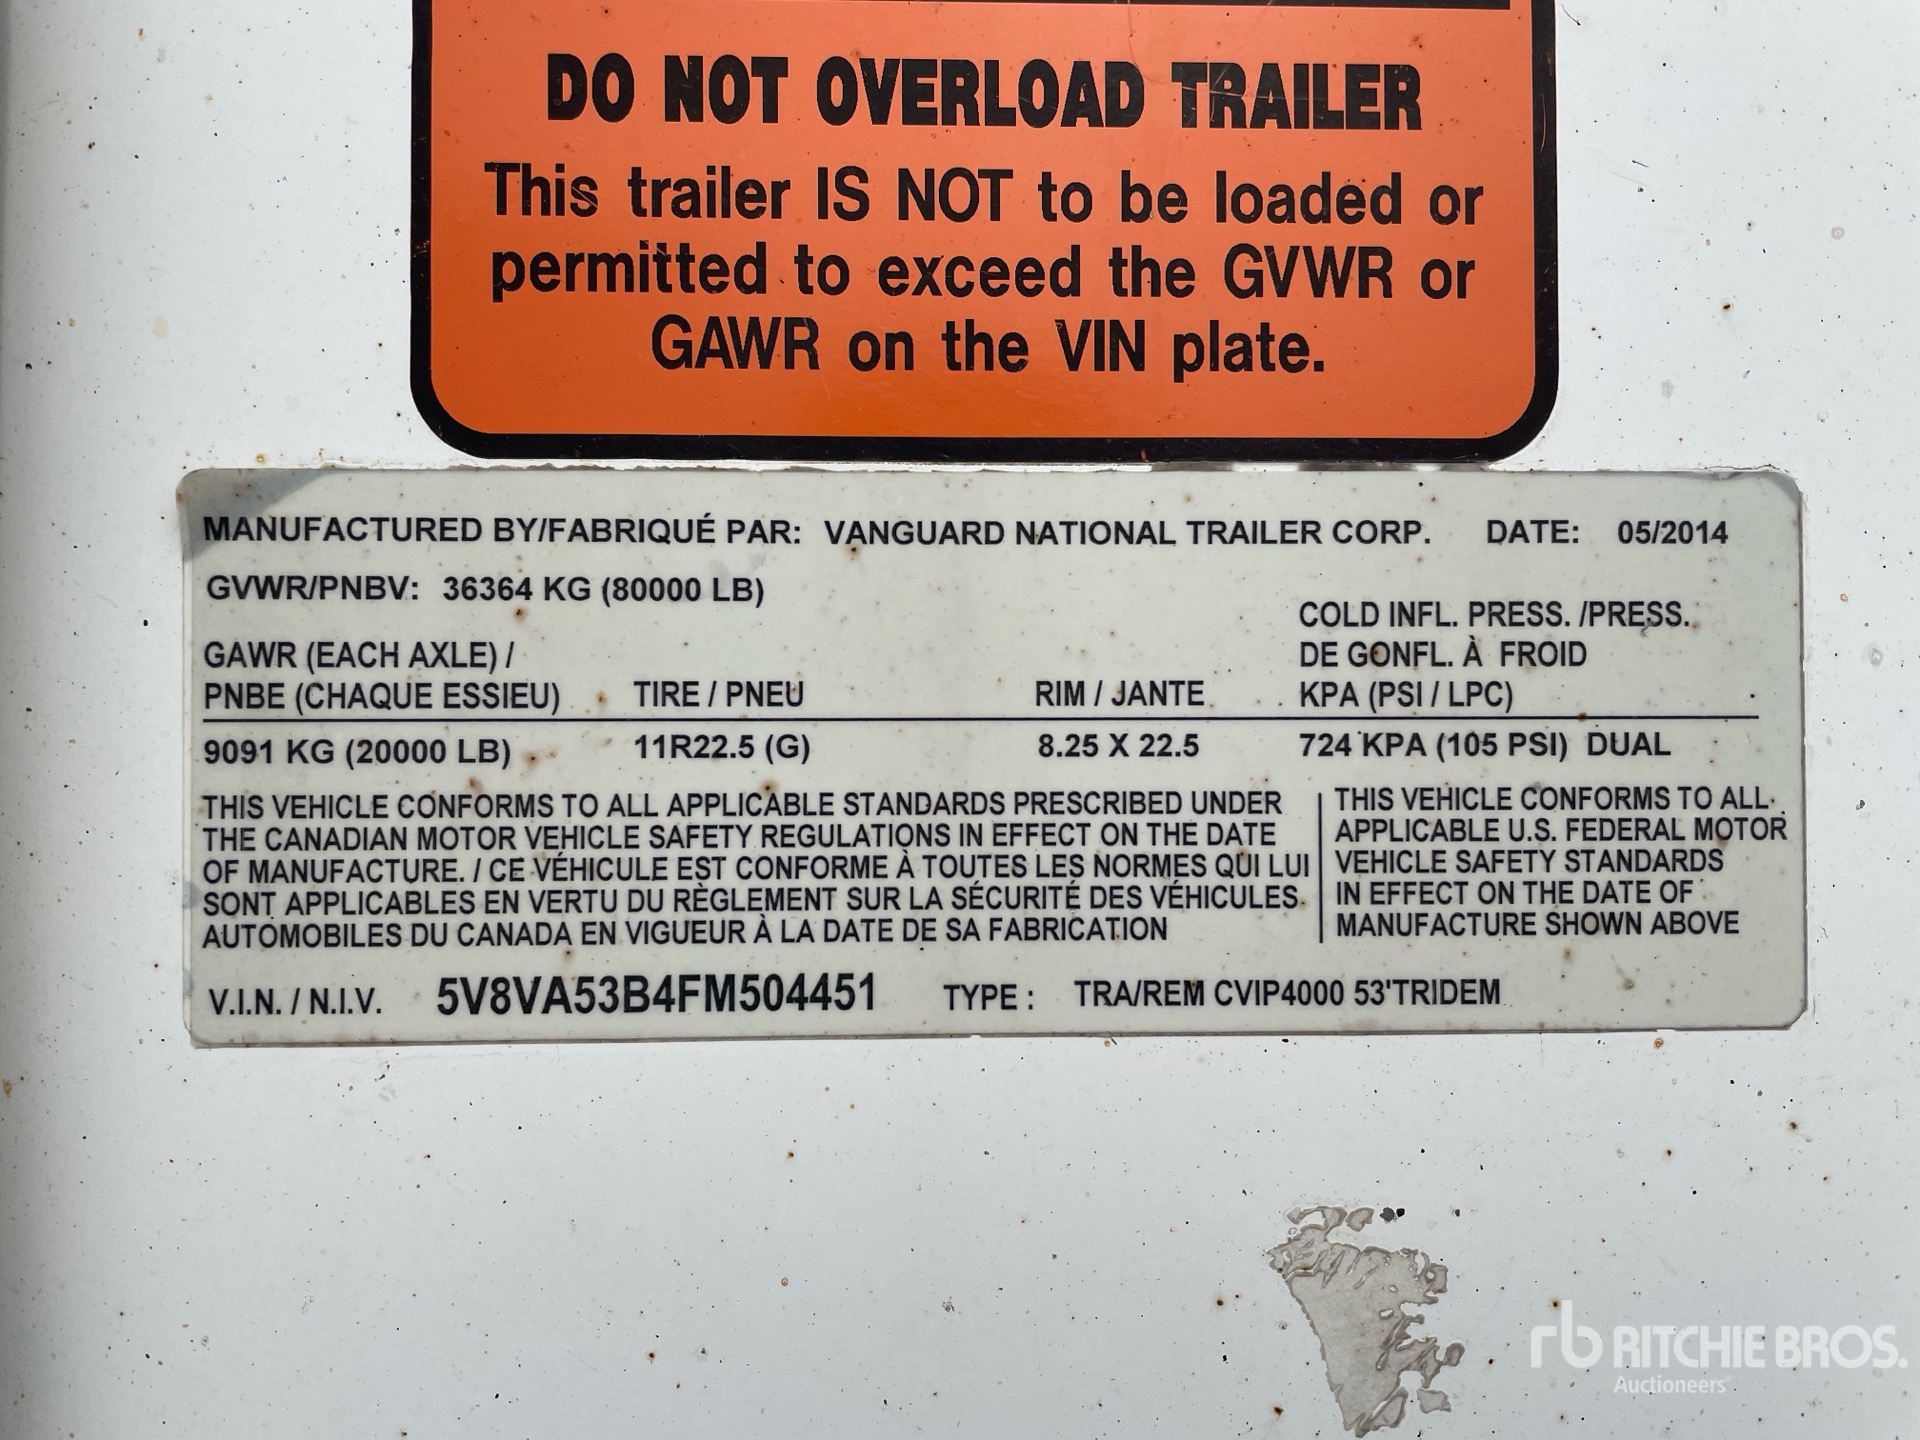 DO NOT OVERLOAD TRAILER
This trailer IS NOT to be loaded or
permitted to exceed the GVWR or
GAWR on the VIN plate.
MANUFACTURED BY/FABRIQUÉ PAR: VANGUARD NATIONAL TRAILER CORP. DATE: 05/2014
GVWR/PNBV: 36364 KG (80000 LB)
COLD INFL. PRESS. /PRESS.
GAWR (EACH AXLE) / DE GONFL. À FROID
PNBE (CHAQUE ESSIEU) TIRE / PNEU RIM / JANTE KPA (PSI / LPC)
9091 KG (20000 LB) 11R22.5 (G) 8.25 X 22.5 724 KPA (105 PSI) DUAL
THIS VEHICLE CONFORMS TO ALL APPLICABLE STANDARDS PRESCRIBED UNDER
THE CANADIAN MOTOR VEHICLE SAFETY REGULATIONS IN EFFECT ON THE DATE
OF MANUFACTURE. / CE VÉHICULE EST CONFORME À TOUTES LES NORMES QUI LUI
SONT APPLICABLES EN VERTU DU RÈGLEMENT SUR LA SÉCURITÉ DES VÉHICULES
AUTOMOBILES DU CANADA EN VIGUEUR À LA DATE DE SA FABRICATION
THIS VEHICLE CONFORMS TO ALL
APPLICABLE U.S. FEDERAL MOTOR
VEHICLE SAFETY STANDARDS
IN EFFECT ON THE DATE OF
MANUFACTURE SHOWN ABOVE
V.I.N. / N.I.V. 5V8VA53B4FM504451 TYPE : TRA/REM CVIP4000 53'TRIDEM
rb RITCHIE BROS.
Auctioneers